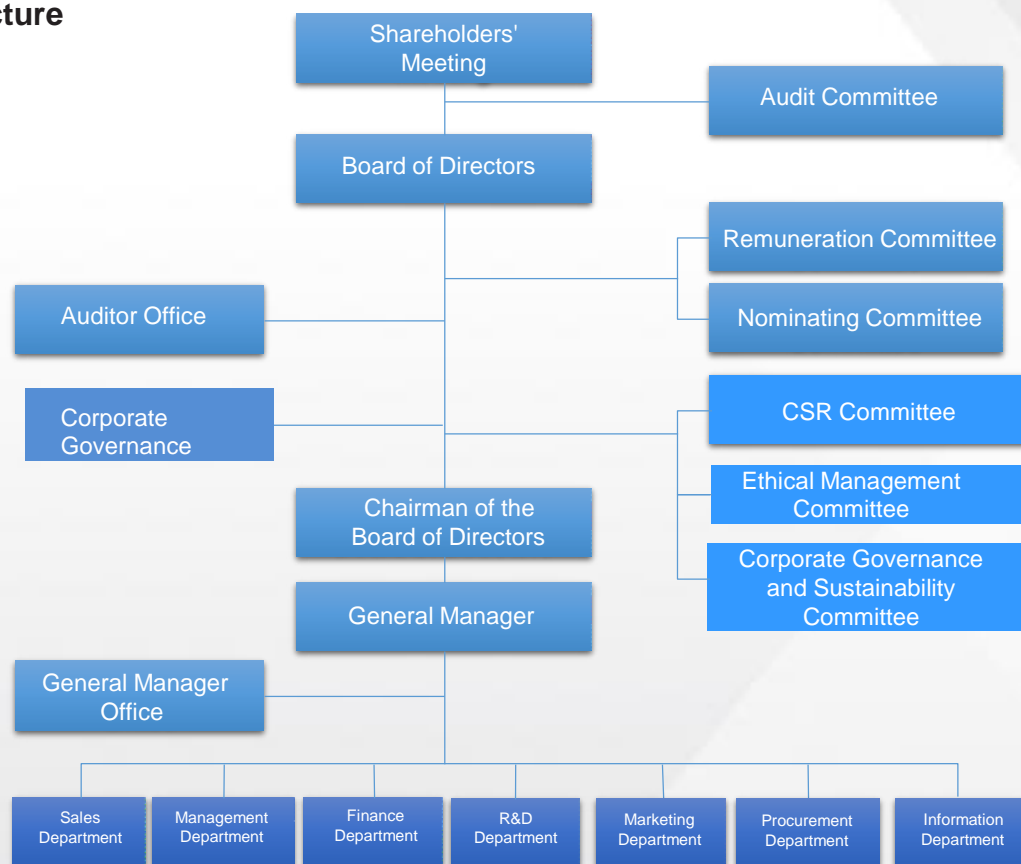 Shareholders'
Meeting
Audit Committee
Board of Directors
Remuneration Committee
Nominating Committee
Auditor Office
CSR Committee
Corporate
Governance
Ethical Management
Committee
Chairman of the
Board of Directors
Corporate Governance
and Sustainability
Committee
General Manager
General Manager
Office
Sales
Department
Management
Department
Finance
Department
R&D
Department
Marketing
Department
Procurement
Department
Information
Department